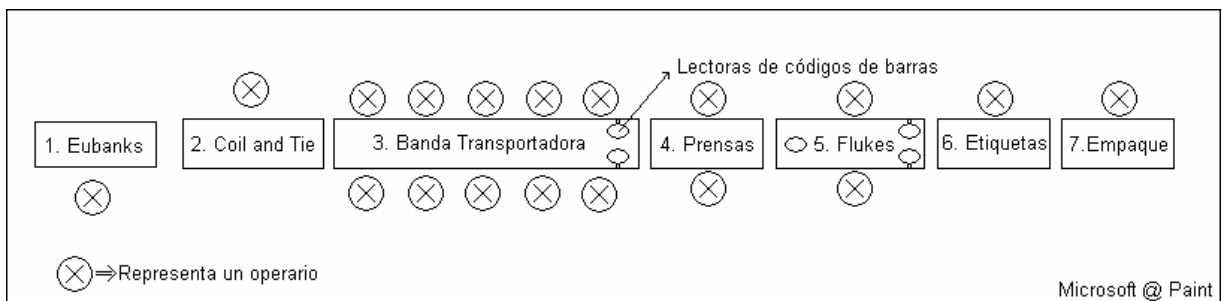 Lectoras de códigos de barras
1. Eubanks
2. Coil and Tie
3. Banda Transportadora
4. Prensas
5. Flukes
6. Etiquetas
7.Empaque
⇒Representa un operario
Microsoft @ Paint